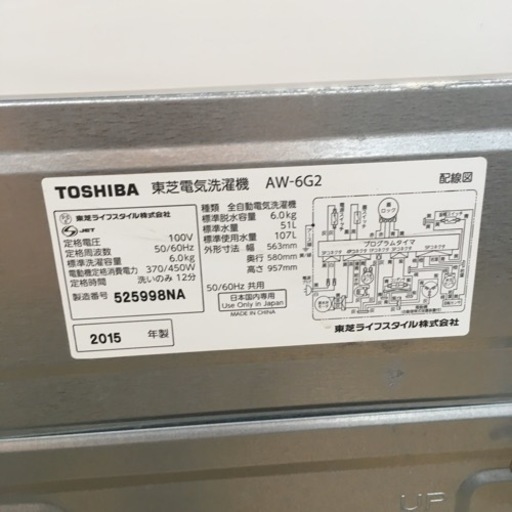 TOSHIBA 東芝電気洗濯機 AW-6G2
配線図
東芝ライフスタイル株式会社
JET
定格電圧 100V
定格周波数 50/60Hz
標準洗濯容量 6.0kg
電動機定格消費電力 370/450W
定格時間 洗いのみ 12分
製造番号 525998NA
2015 年製
種類 全自動電気洗濯機
標準脱水容量 6.0kg
標準水量 51L
標準使用水量 107L
外形寸法 幅 563mm
奥行 580mm
高さ 957mm
50/60Hz 共用
日本国内専用
Use Only in Japan
MADE IN CHINA
ロック
プログラムタイマ
東芝ライフスタイル株式会社
UP